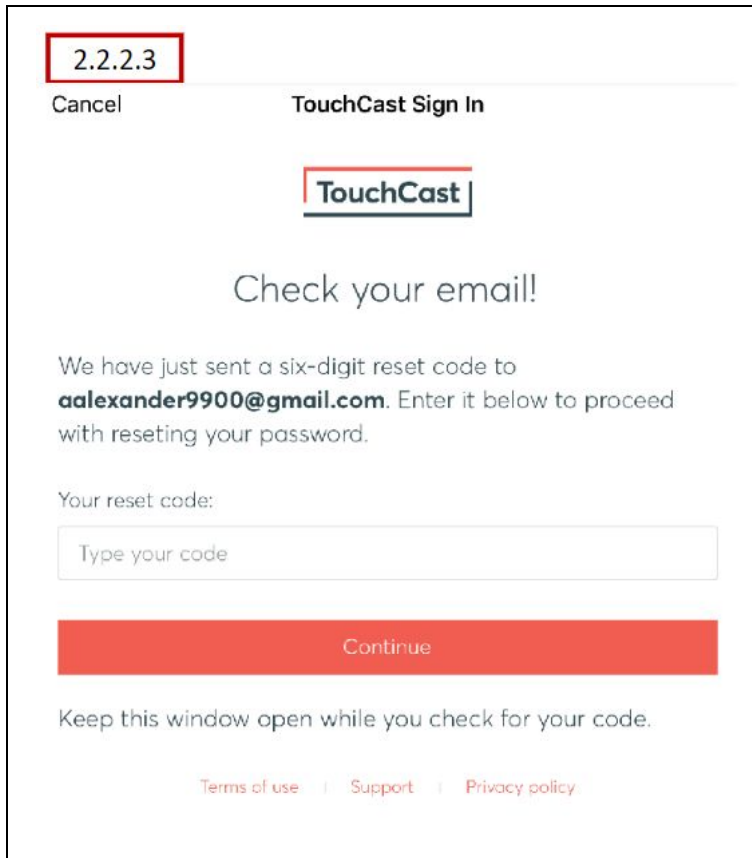 2.2.2.3
Cancel TouchCast Sign In
TouchCast
Check your email!
We have just sent a six-digit reset code to
aalexander9900@gmail.com. Enter it below to proceed
with reseting your password.
Your reset code:
Type your code
Continue
Keep this window open while you check for your code.
Terms of use | Support | Privacy policy